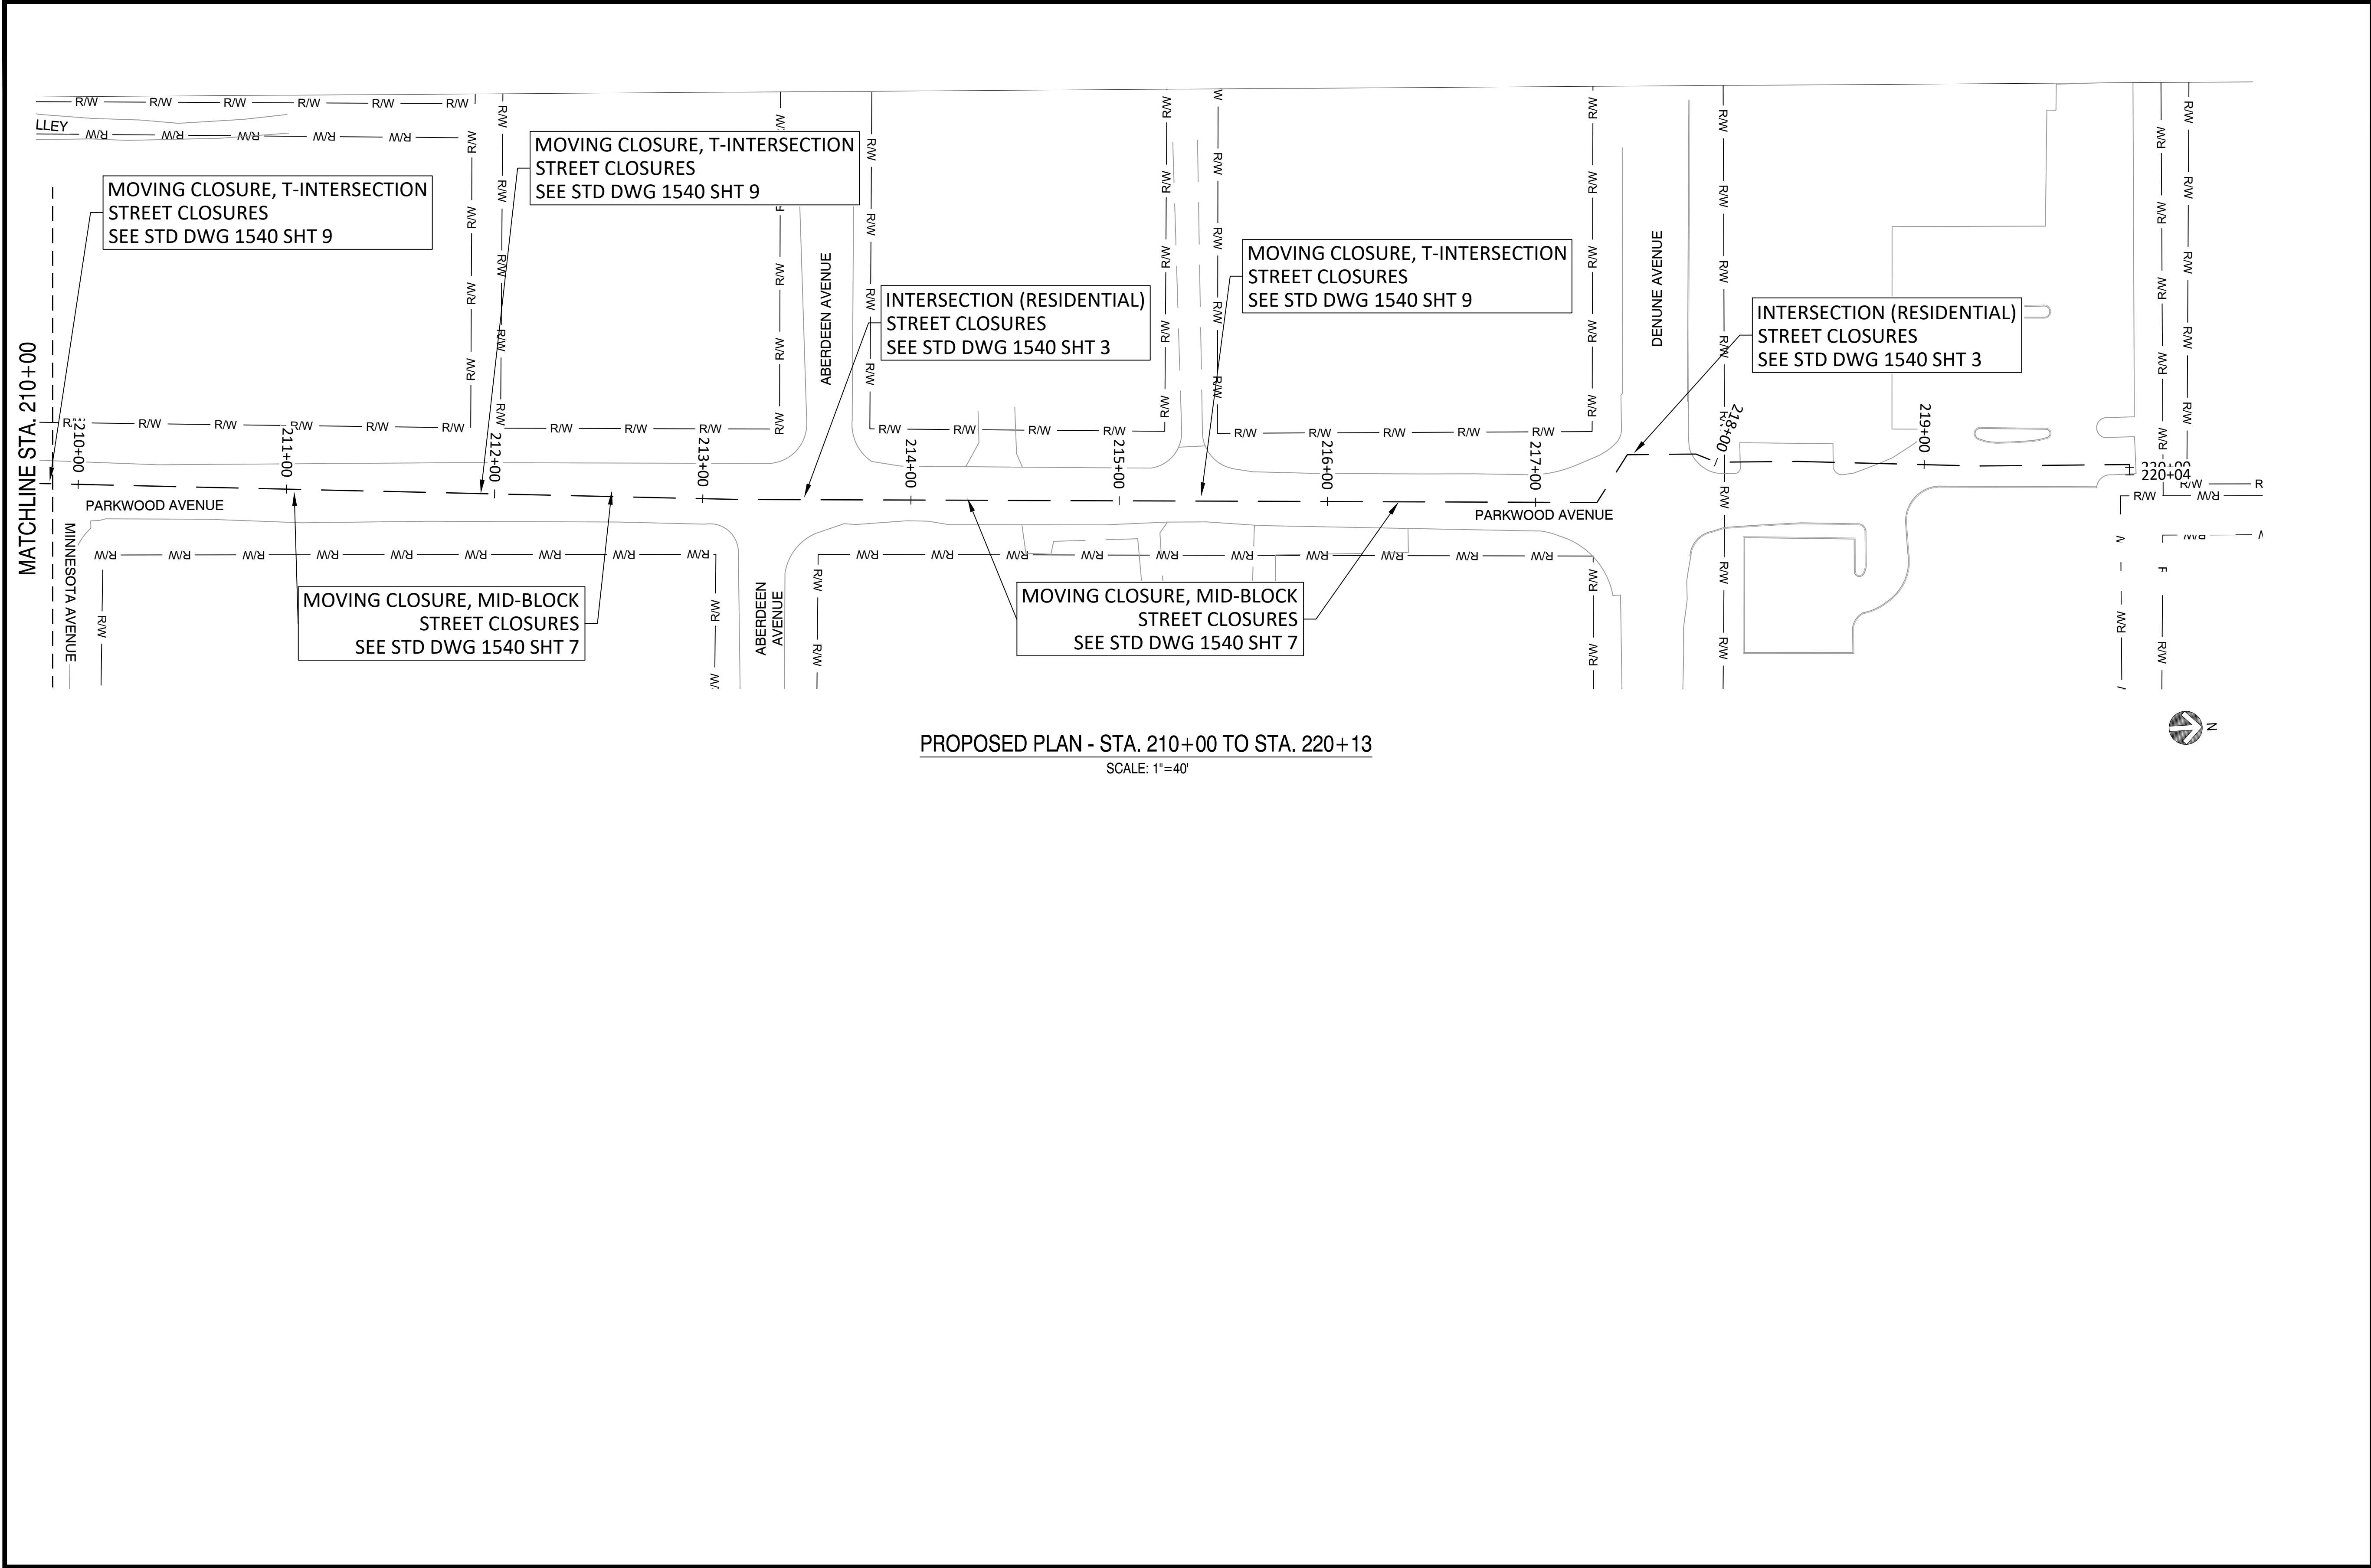 LLEY
MOVING CLOSURE, T-INTERSECTION
STREET CLOSURES
SEE STD DWG 1540 SHT 9
MOVING CLOSURE, T-INTERSECTION
STREET CLOSURES
SEE STD DWG 1540 SHT 9
INTERSECTION (RESIDENTIAL)
STREET CLOSURES
SEE STD DWG 1540 SHT 3
MOVING CLOSURE, T-INTERSECTION
STREET CLOSURES
SEE STD DWG 1540 SHT 9
INTERSECTION (RESIDENTIAL)
STREET CLOSURES
SEE STD DWG 1540 SHT 3
ABERDEEN AVENUE
DENUNE AVENUE
MATCHLINE STA. 210+00
R/W R/W R/W R/W R/W R/W
R/W R/W R/W R/W R/W
210+00
211+00
212+00
213+00
214+00
215+00
216+00
217+00
218+00
219+00
220+04
PARKWOOD AVENUE
PARKWOOD AVENUE
MINNESOTA AVENUE
R/W R/W R/W R/W R/W R/W R/W R/W R/W
R/W R/W R/W R/W R/W R/W R/W R/W R/W R/W
ABERDEEN
AVENUE
MOVING CLOSURE, MID-BLOCK
STREET CLOSURES
SEE STD DWG 1540 SHT 7
MOVING CLOSURE, MID-BLOCK
STREET CLOSURES
SEE STD DWG 1540 SHT 7
N
PROPOSED PLAN - STA. 210+00 TO STA. 220+13
SCALE: 1"=40'